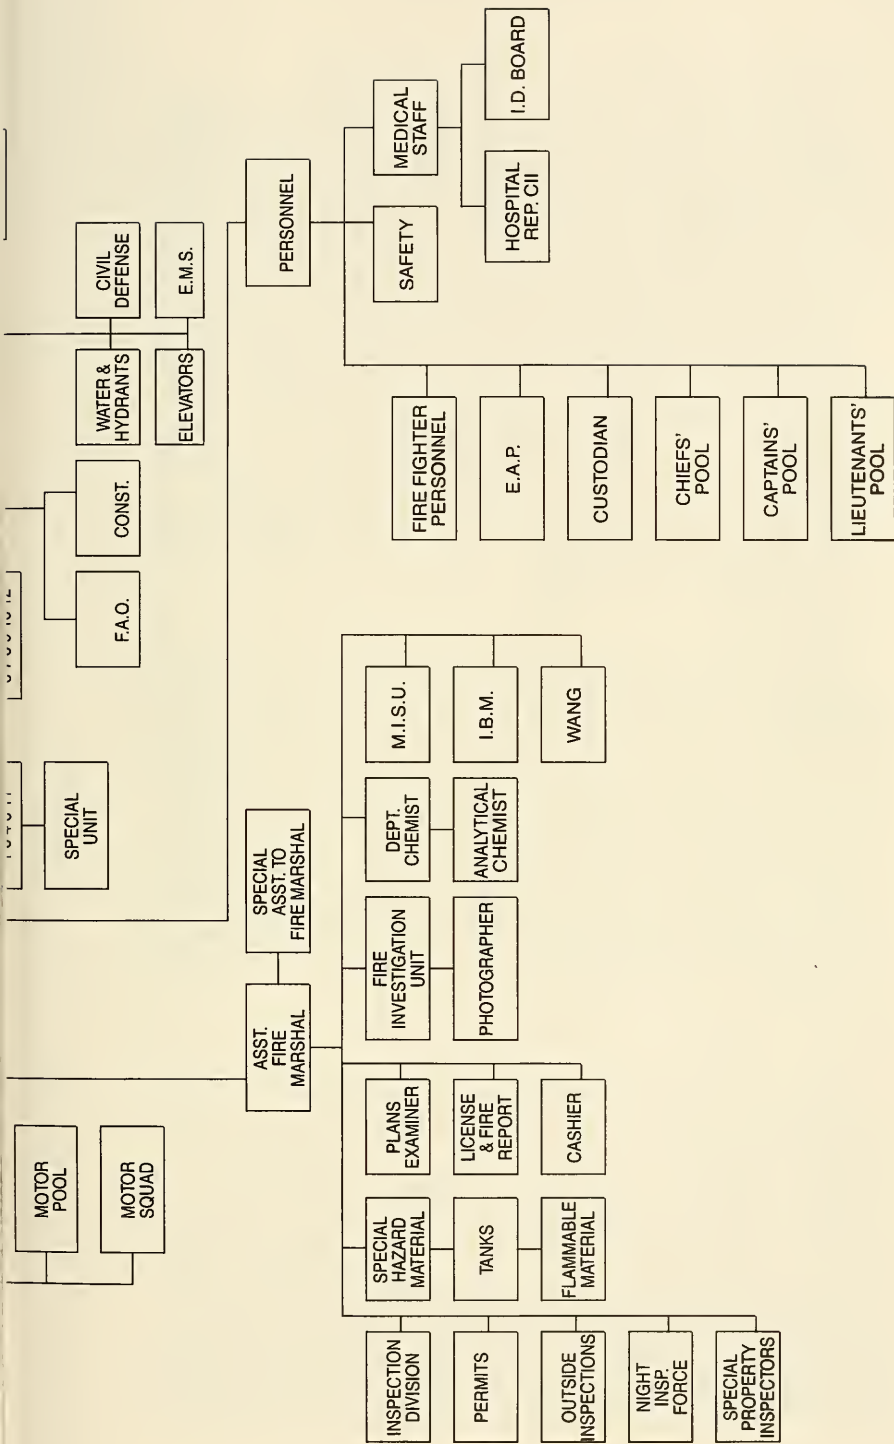 MOTOR
POOL
MOTOR
SQUAD
SPECIAL
UNIT
F.A.O.
CONST.
WATER &
HYDRANTS
CIVIL
DEFENSE
ELEVATORS
E.M.S.
ASST.
FIRE
MARSHAL
SPECIAL
ASST. TO
FIRE MARSHAL
PERSONNEL
INSPECTION
DIVISION
PERMITS
OUTSIDE
INSPECTIONS
NIGHT
INSP.
FORCE
SPECIAL
PROPERTY
INSPECTORS
SPECIAL
HAZARD
MATERIAL
TANKS
FLAMMABLE
MATERIAL
PLANS
EXAMINER
LICENSE
& FIRE
REPORT
CASHIER
FIRE
INVESTIGATION
UNIT
PHOTOGRAPHER
DEPT.
CHEMIST
ANALYTICAL
CHEMIST
M.I.S.U.
I.B.M.
WANG
FIRE FIGHTER
PERSONNEL
E.A.P.
CUSTODIAN
CHIEFS'
POOL
CAPTAINS'
POOL
LIEUTENANTS'
POOL
SAFETY
MEDICAL
STAFF
HOSPITAL
REP. CII
I.D. BOARD